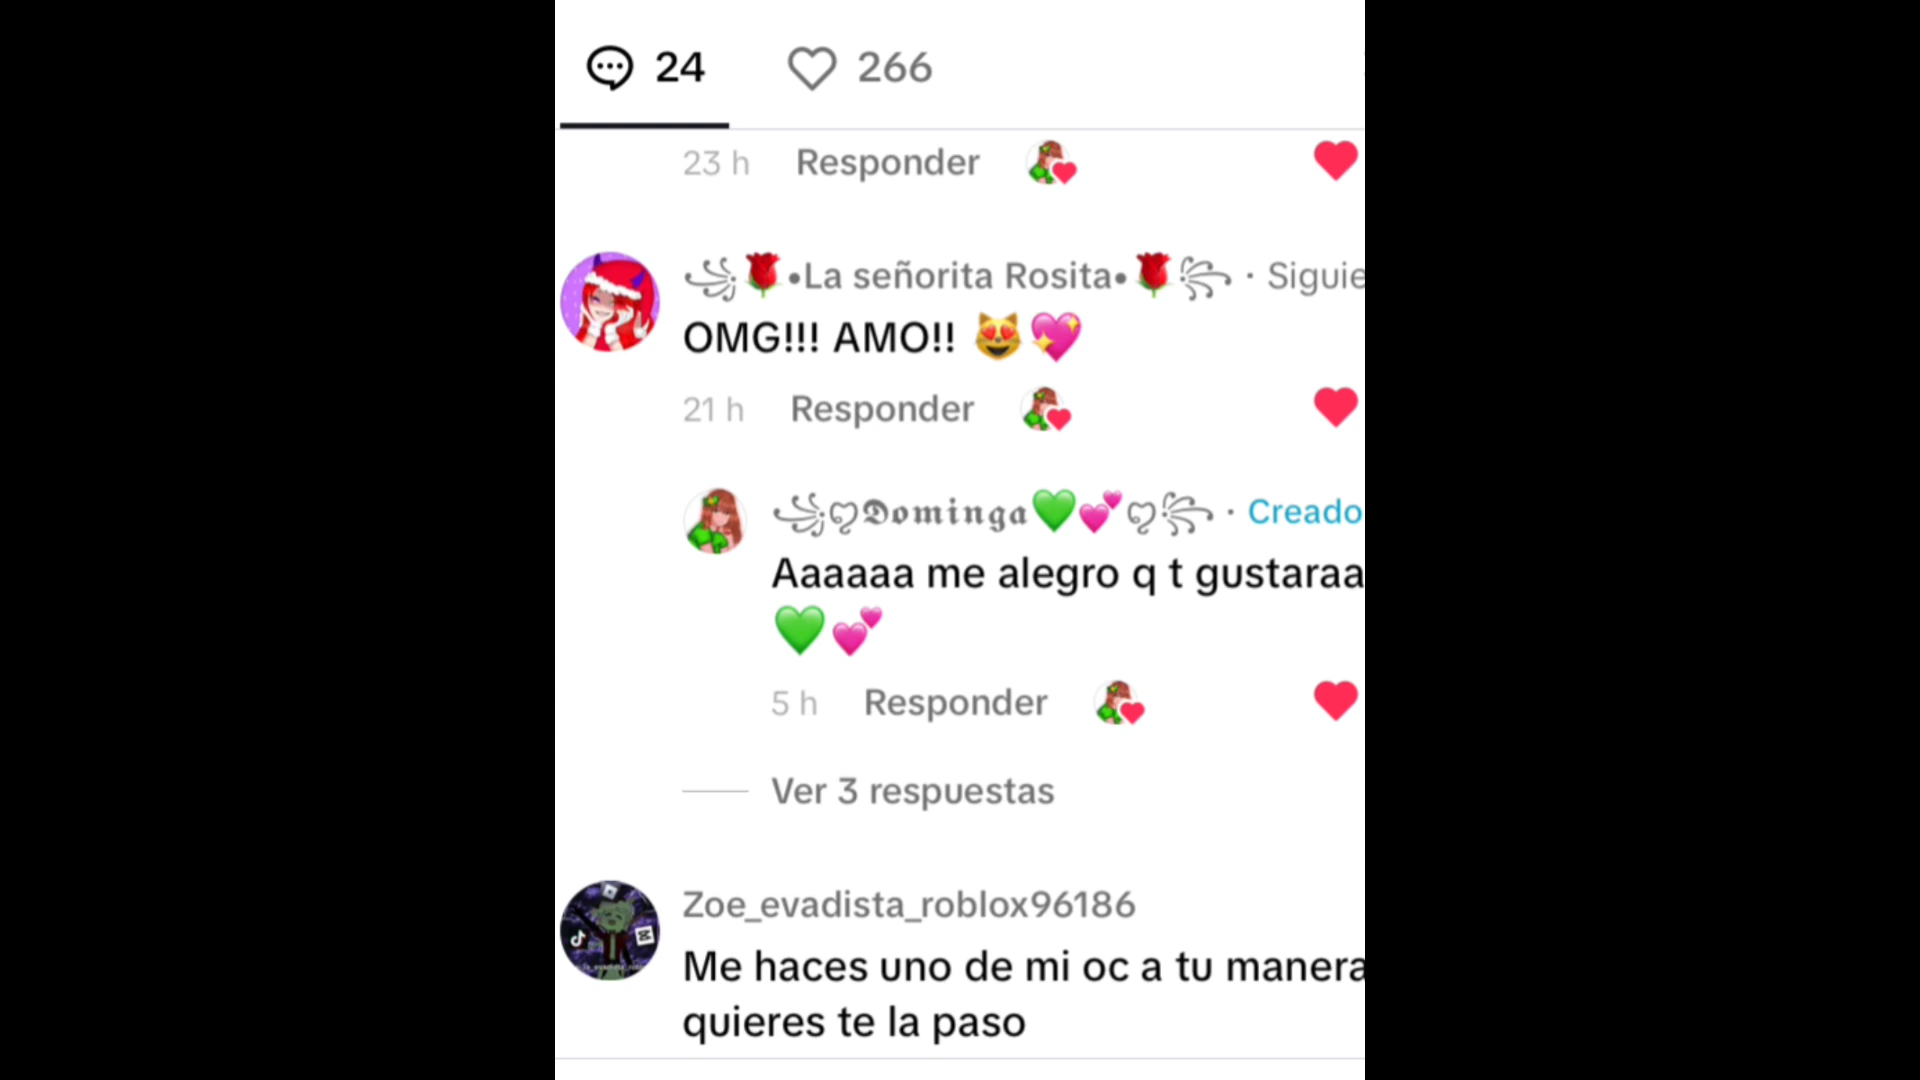 24 266
23 h Responder
꧁🌹•La señorita Rosita•🌹꧂ · Siguie
OMG!!! AMO!! 😻💖
21 h Responder
꧁ღ𝕯𝖔𝖒𝖎𝖓𝖌𝖆💚💕ღ꧂ · Creado
Aaaaaa me alegro q t gustaraa
💚💕
5 h Responder
Ver 3 respuestas
Zoe_evadista_roblox96186
Me haces uno de mi oc a tu manera
quieres te la paso